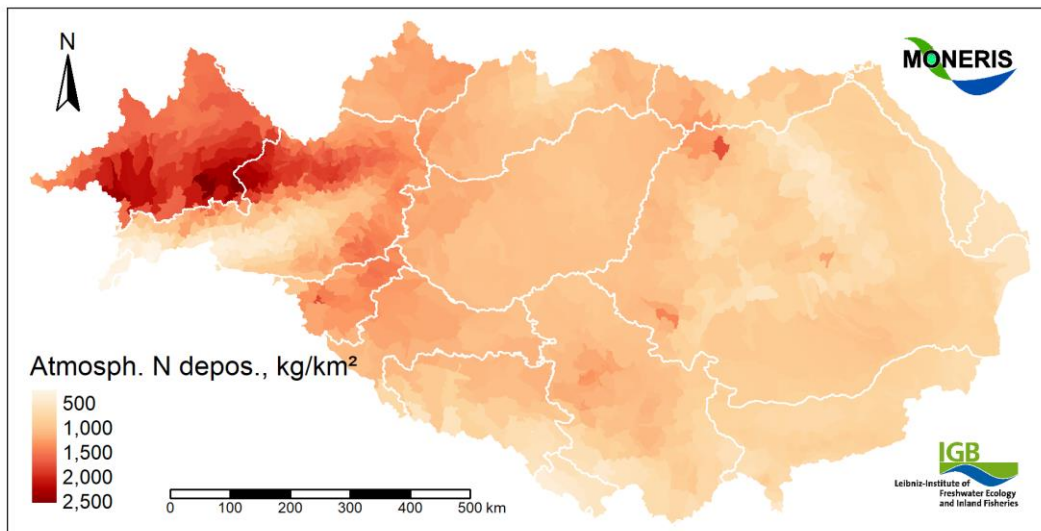 N
MONERIS
Atmosph. N depos., kg/km²
500
1,000
1,500
2,000
2,500
0 100 200 300 400 500 km
IGB
Leibniz-Institute of
Freshwater Ecology
and Inland Fisheries